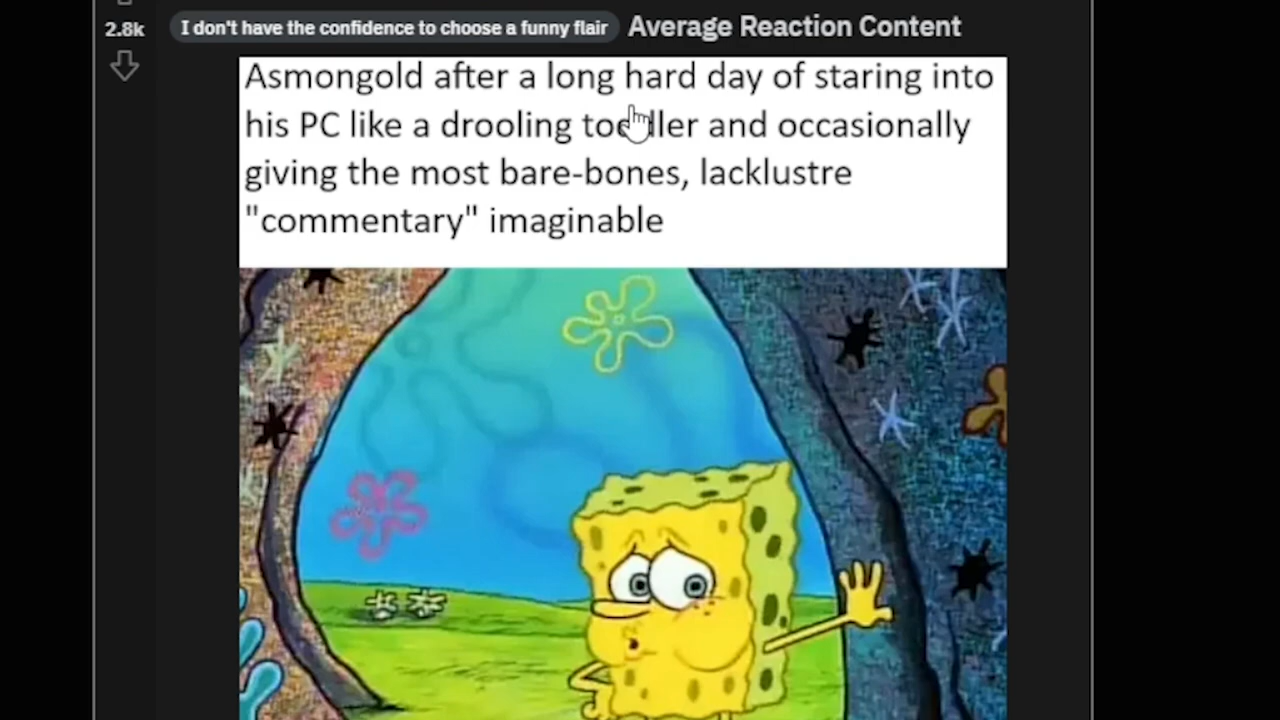 2.8k
I don't have the confidence to choose a funny flair Average Reaction Content
Asmongold after a long hard day of staring into
his PC like a drooling toddler and occasionally
giving the most bare-bones, lacklustre
"commentary" imaginable